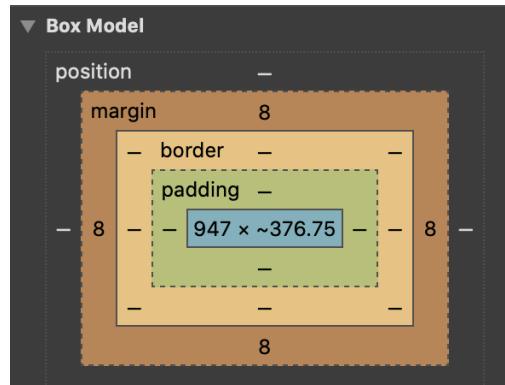 ▼ Box Model
position –
margin 8
– border – –
padding –
– 8 – – 947 × ~376.75 – – 8 –
–
– – –
8